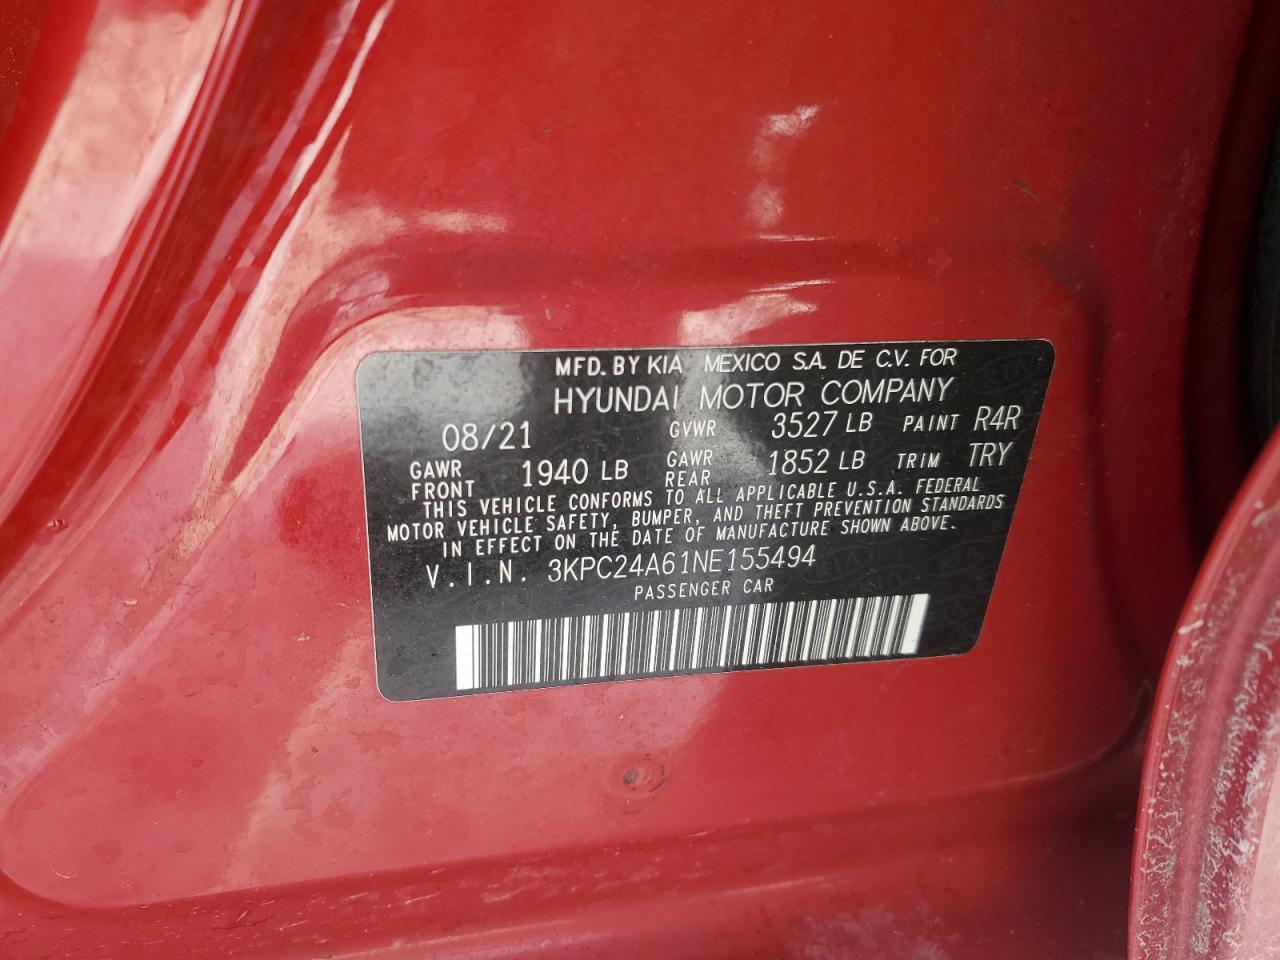 MFD. BY KIA MEXICO S.A. DE C.V. FOR
HYUNDAI MOTOR COMPANY
08/21 GVWR 3527 LB PAINT R4R
GAWR FRONT 1940 LB GAWR REAR 1852 LB TRIM TRY
THIS VEHICLE CONFORMS TO ALL APPLICABLE U.S.A. FEDERAL
MOTOR VEHICLE SAFETY, BUMPER, AND THEFT PREVENTION STANDARDS
IN EFFECT ON THE DATE OF MANUFACTURE SHOWN ABOVE.
V.I.N. 3KPC24A61NE155494
PASSENGER CAR